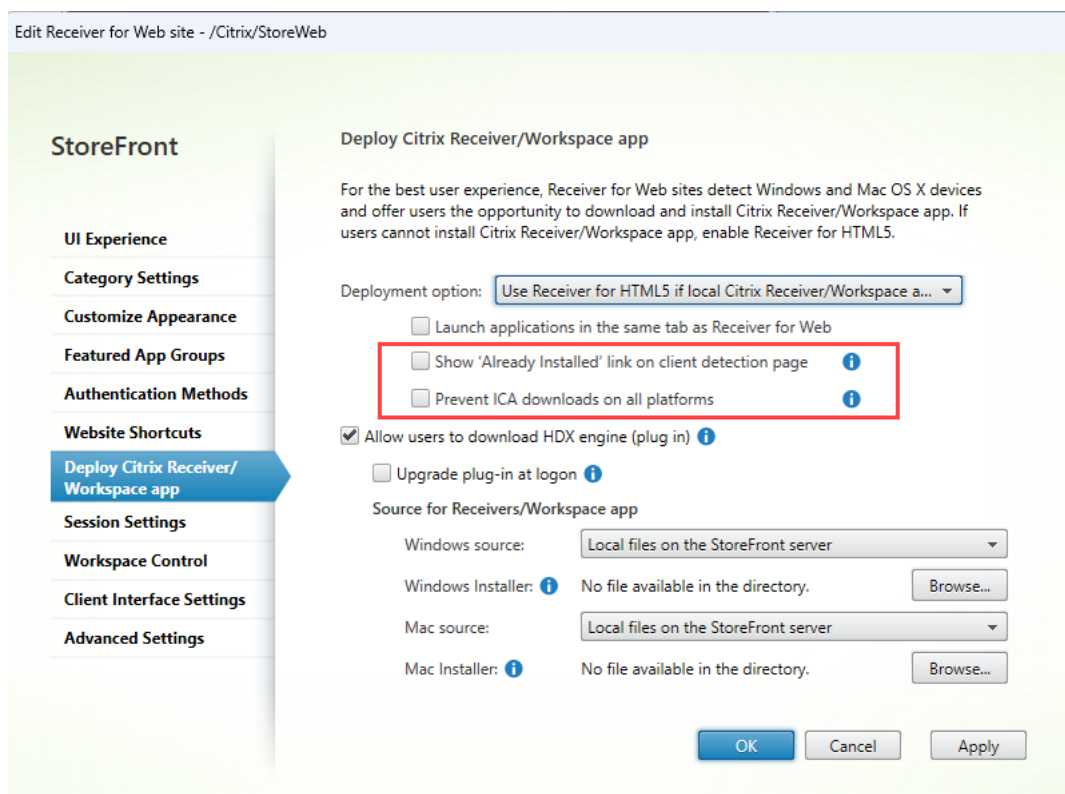 Edit Receiver for Web site - /Citrix/StoreWeb
StoreFront
UI Experience
Category Settings
Customize Appearance
Featured App Groups
Authentication Methods
Website Shortcuts
Deploy Citrix Receiver/
Workspace app
Session Settings
Workspace Control
Client Interface Settings
Advanced Settings
Deploy Citrix Receiver/Workspace app
For the best user experience, Receiver for Web sites detect Windows and Mac OS X devices
and offer users the opportunity to download and install Citrix Receiver/Workspace app. If
users cannot install Citrix Receiver/Workspace app, enable Receiver for HTML5.
Deployment option: Use Receiver for HTML5 if local Citrix Receiver/Workspace a...
Launch applications in the same tab as Receiver for Web
Show 'Already Installed' link on client detection page
Prevent ICA downloads on all platforms
Allow users to download HDX engine (plug in)
Upgrade plug-in at logon
Source for Receivers/Workspace app
Windows source: Local files on the StoreFront server
Windows Installer: No file available in the directory. Browse...
Mac source: Local files on the StoreFront server
Mac Installer: No file available in the directory. Browse...
OK Cancel Apply